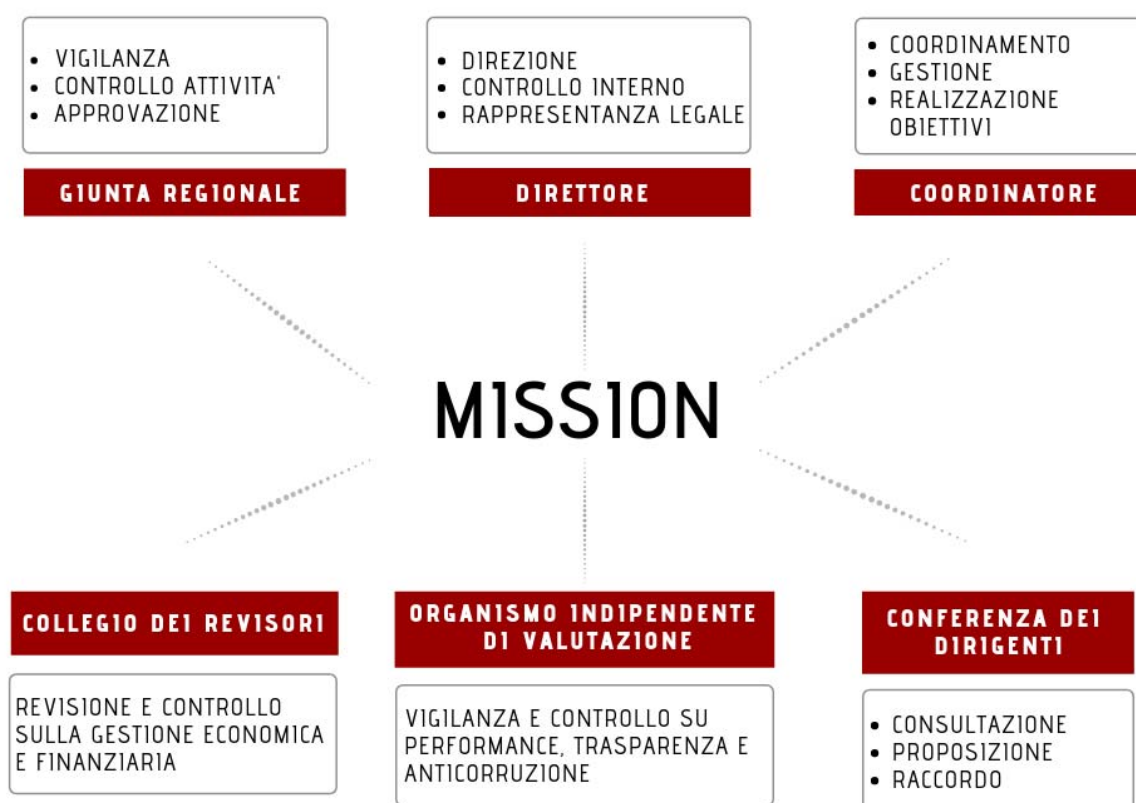 VIGILANZA
CONTROLLO ATTIVITA'
APPROVAZIONE
GIUNTA REGIONALE
DIREZIONE
CONTROLLO INTERNO
RAPPRESENTANZA LEGALE
DIRETTORE
COORDINAMENTO
GESTIONE
REALIZZAZIONE
OBIETTIVI
COORDINATORE
MISSION
COLLEGIO DEI REVISORI
REVISIONE E CONTROLLO
SULLA GESTIONE ECONOMICA
E FINANZIARIA
ORGANISMO INDIPENDENTE
DI VALUTAZIONE
VIGILANZA E CONTROLLO SU
PERFORMANCE, TRASPARENZA E
ANTICORRUZIONE
CONFERENZA DEI
DIRIGENTI
CONSULTAZIONE
PROPOSIZIONE
RACCORDO